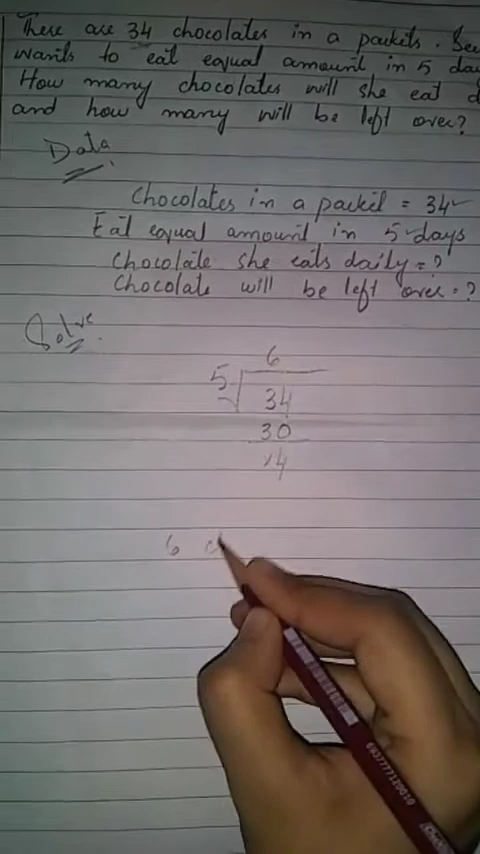 There are 34 chocolates in a packets.
wants to eat equal amount in 5
How many chocolates will she eat
and how many will be left over?
Data
Chocolates in a packet = 34
Eat equal amount in 5 days
Chocolate she eats daily = ?
Chocolate will be left over = ?
Solve
6
5 34
30
x4
6